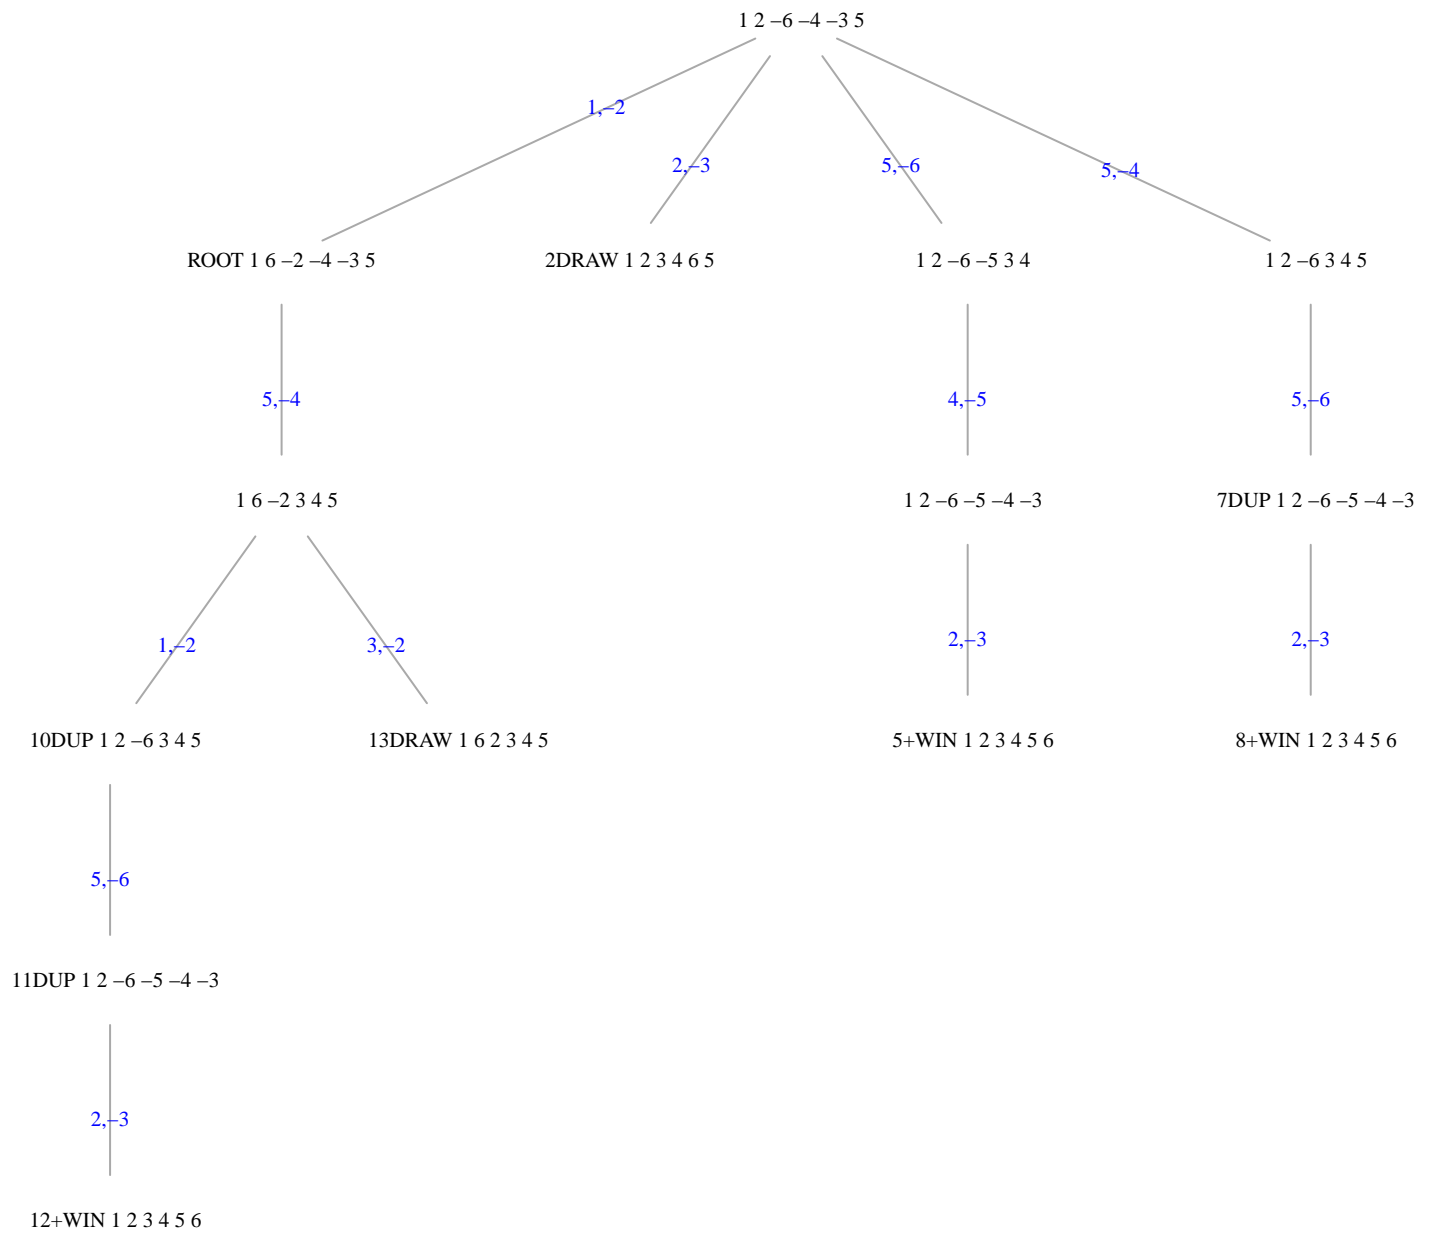 1 2 –6 –4 –3 5
1,–2
2,–3
5,–6
5,–4
ROOT 1 6 –2 –4 –3 5
2DRAW 1 2 3 4 6 5
1 2 –6 –5 3 4
1 2 –6 3 4 5
5,–4
4,–5
5,–6
1 6 –2 3 4 5
1 2 –6 –5 –4 –3
7DUP 1 2 –6 –5 –4 –3
1,–2
3,–2
2,–3
2,–3
10DUP 1 2 –6 3 4 5
13DRAW 1 6 2 3 4 5
5+WIN 1 2 3 4 5 6
8+WIN 1 2 3 4 5 6
5,–6
11DUP 1 2 –6 –5 –4 –3
2,–3
12+WIN 1 2 3 4 5 6